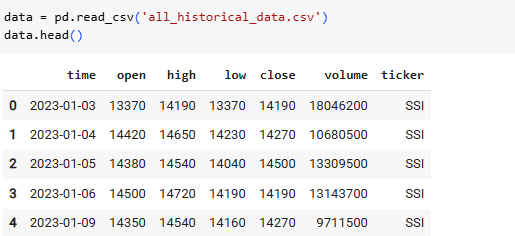 data = pd.read_csv('all_historical_data.csv')
data.head()
time open high low close volume ticker
0 2023-01-03 13370 14190 13370 14190 18046200 SSI
1 2023-01-04 14420 14650 14230 14270 10680500 SSI
2 2023-01-05 14380 14540 14040 14500 13309500 SSI
3 2023-01-06 14500 14720 14190 14190 13143700 SSI
4 2023-01-09 14350 14540 14160 14270 9711500 SSI